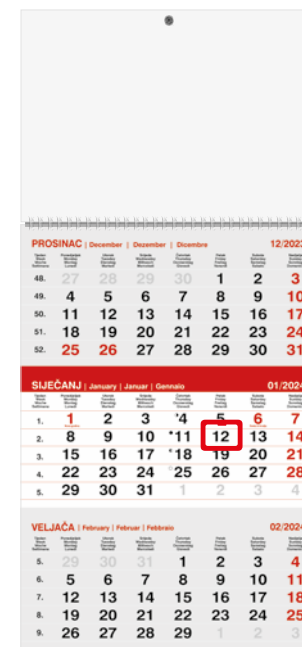 PROSINAC | December | Dezember | Dicembre 12/2023
48. 27 28 29 30 1 2 3
49. 4 5 6 7 8 9 10
50. 11 12 13 14 15 16 17
51. 18 19 20 21 22 23 24
52. 25 26 27 28 29 30 31
SIJEČANJ | January | Januar | Gennaio 01/2024
1. 1 2 3 4 5 6 7
2. 8 9 10 11 12 13 14
3. 15 16 17 18 19 20 21
4. 22 23 24 25 26 27 28
5. 29 30 31 1 2 3 4
VELJAČA | February | Februar | Febbraio 02/2024
5. 29 30 31 1 2 3 4
6. 5 6 7 8 9 10 11
7. 12 13 14 15 16 17 18
8. 19 20 21 22 23 24 25
9. 26 27 28 29 1 2 3